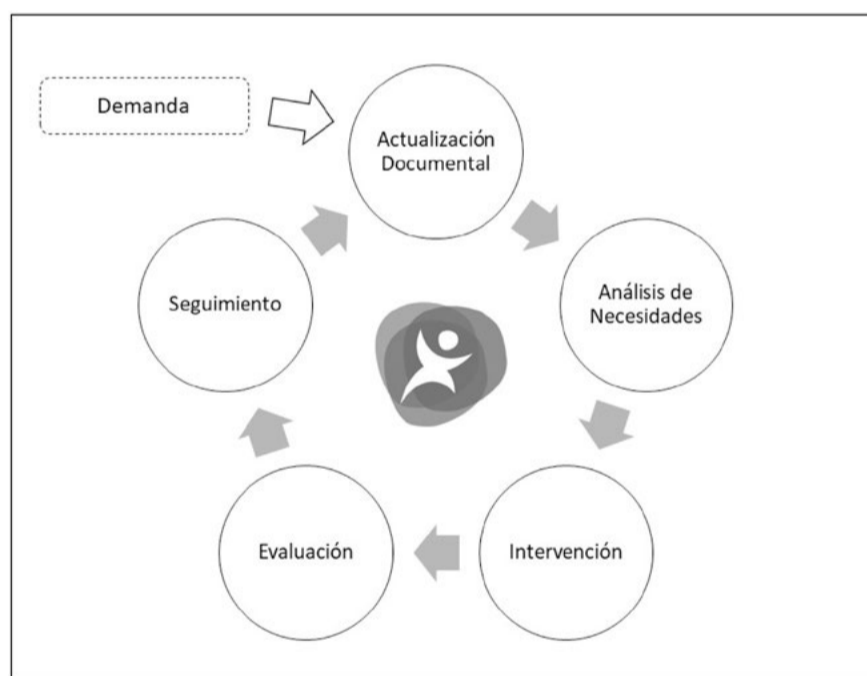 Demanda
Actualización
Documental
Análisis de
Necesidades
Intervención
Evaluación
Seguimiento